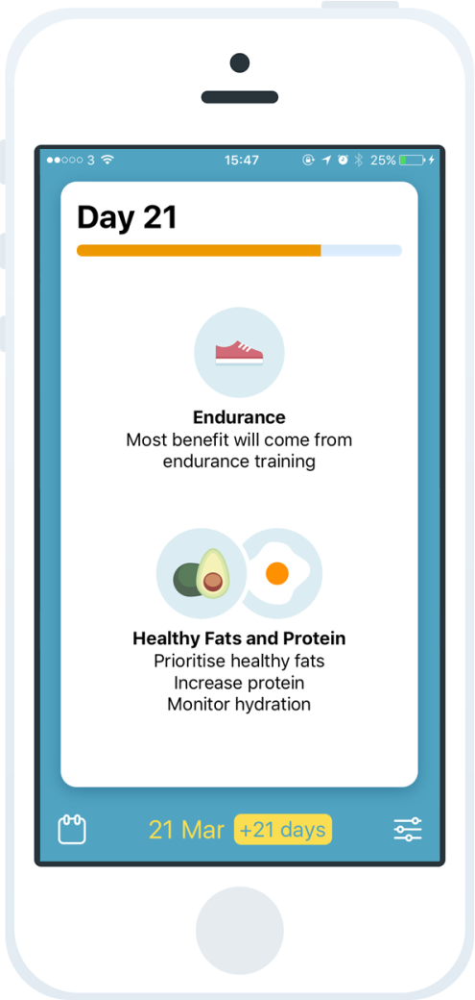 3 15:47 25%
Day 21
Endurance
Most benefit will come from
endurance training
Healthy Fats and Protein
Prioritise healthy fats
Increase protein
Monitor hydration
21 Mar +21 days